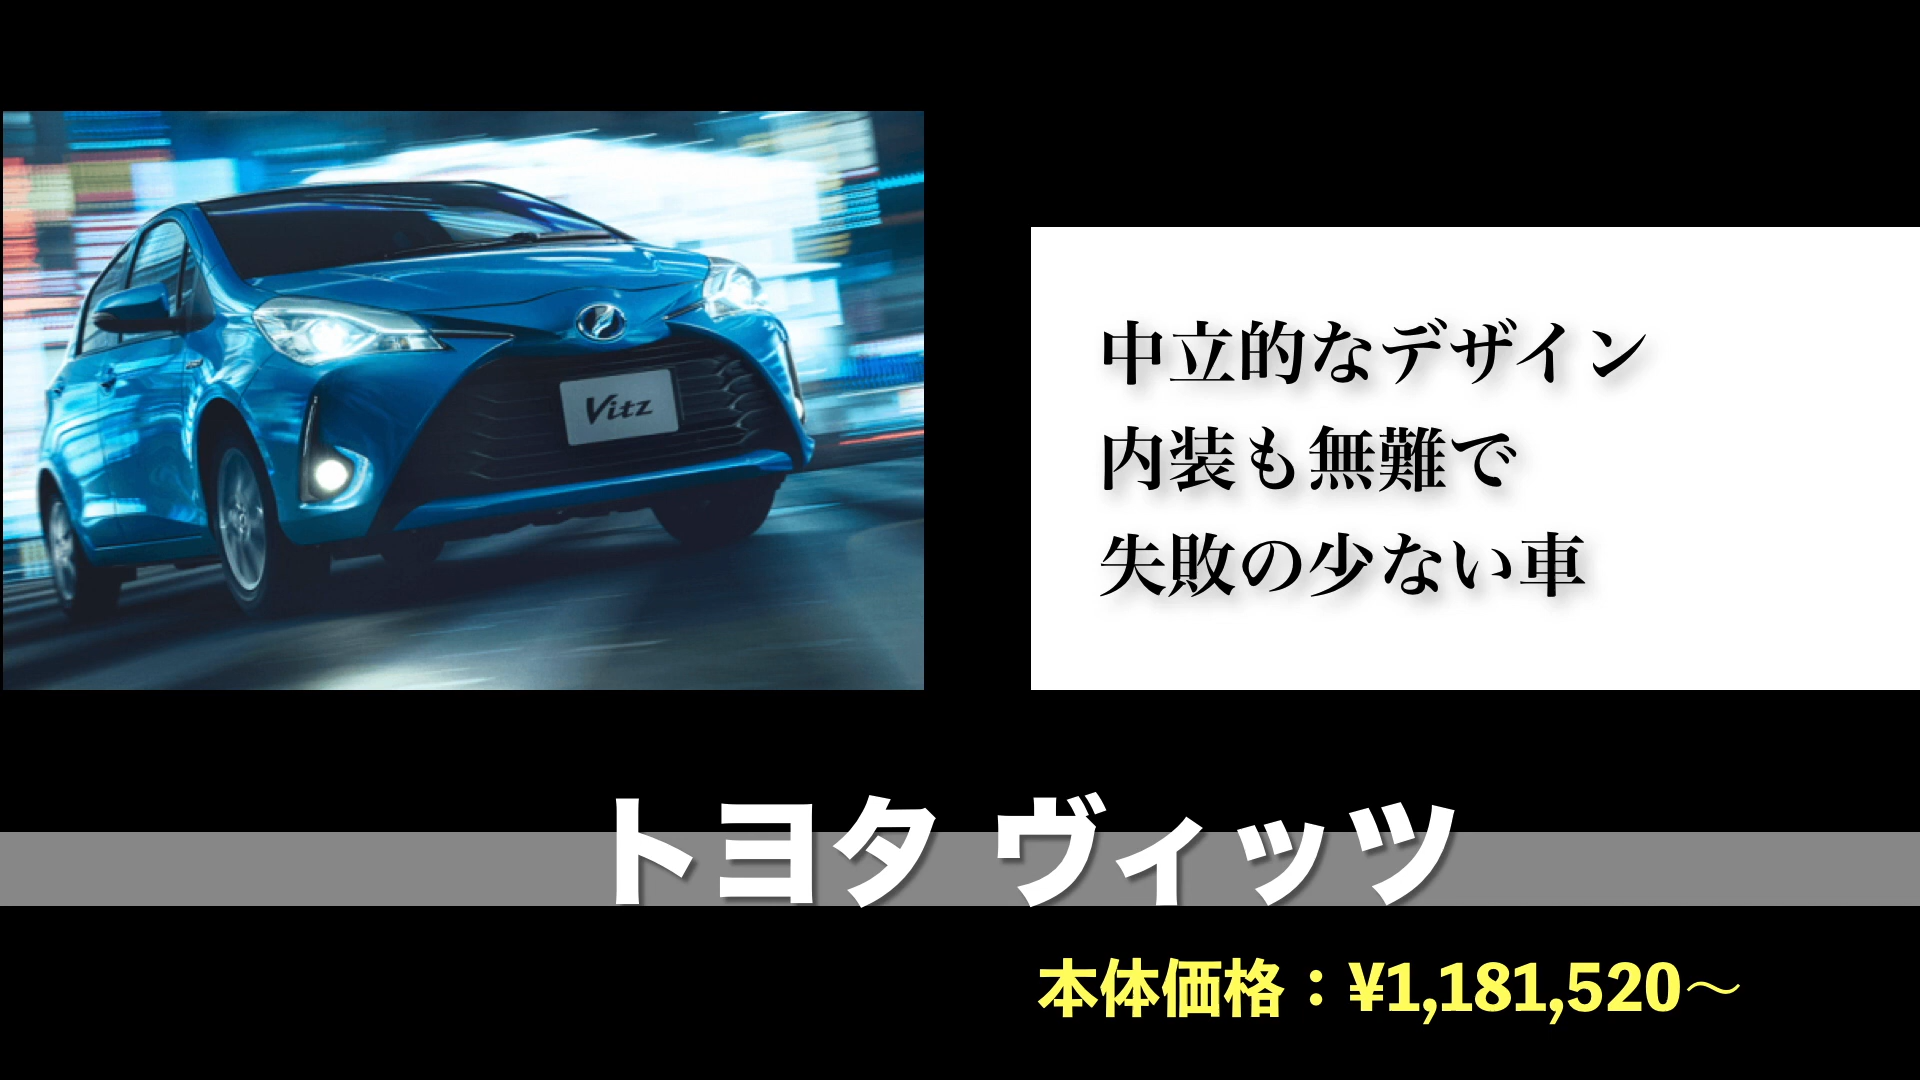 Vitz
中立的なデザイン
内装も無難で
失敗の少ない車
トヨタ ヴィッツ
本体価格：¥1,181,520～